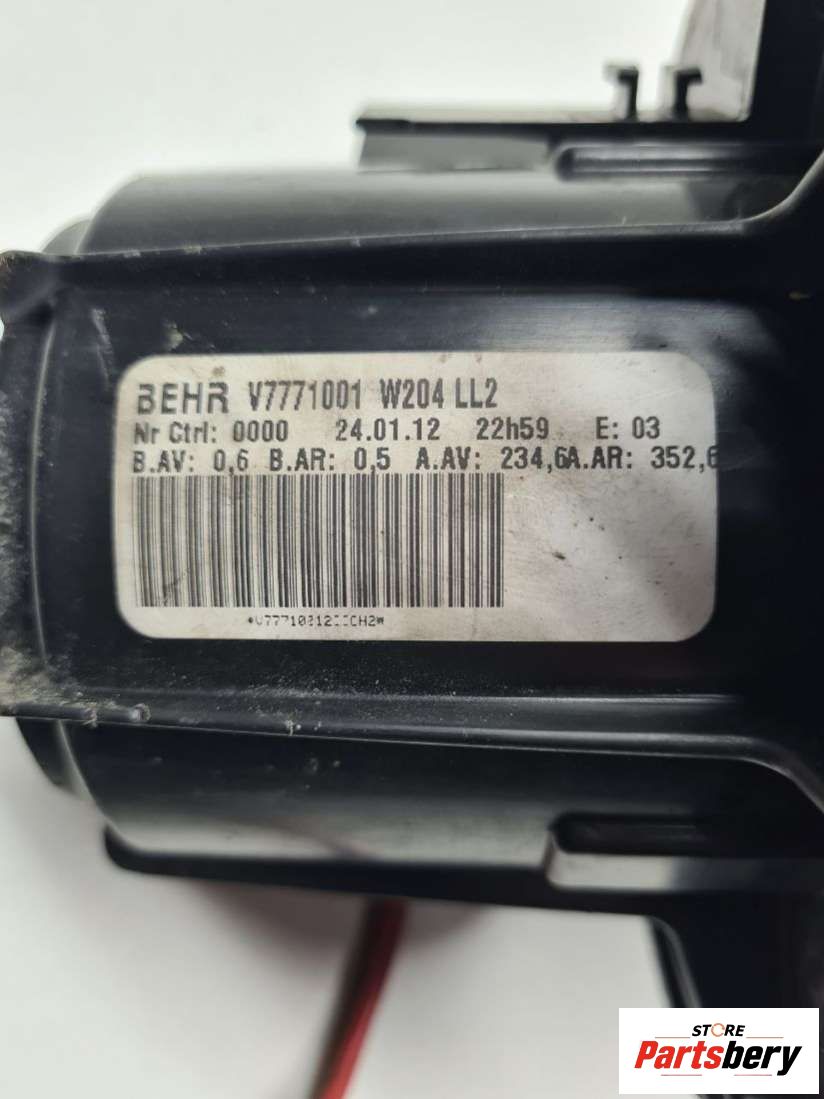 BEHR V7771001 W204 LL2
Nr Ctrl: 0000 24.01.12 22h59 E: 03
B.AV: 0,6 B.AR: 0,5 A.AV: 234,6A.AR: 352,6
STORE
Partsbery